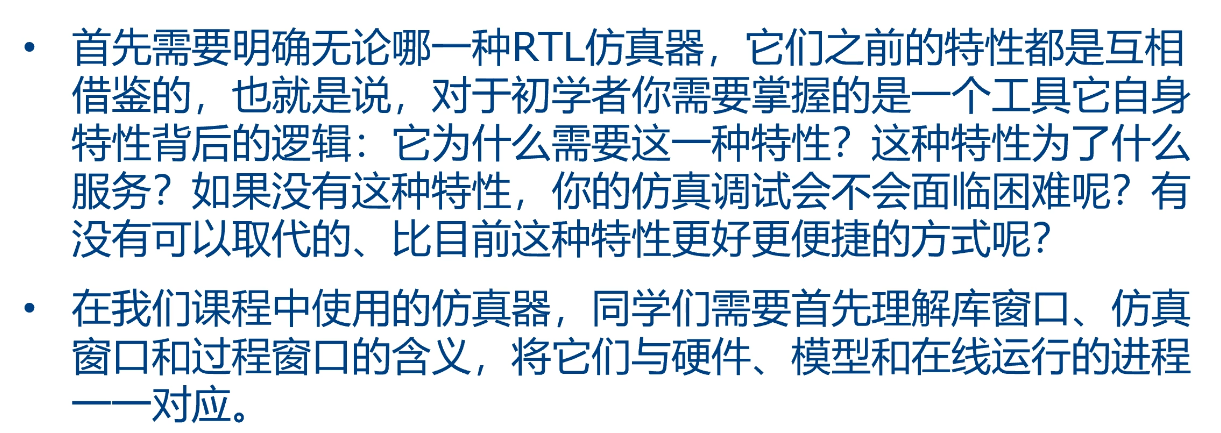 • 首先需要明确无论哪一种RTL仿真器，它们之前的特性都是互相
借鉴的，也就是说，对于初学者你需要掌握的是一个工具它自身
特性背后的逻辑：它为什么需要这一种特性？这种特性为了什么
服务？如果没有这种特性，你的仿真调试会不会面临困难呢？有
没有可以取代的、比目前这种特性更好更便捷的方式呢？
• 在我们课程中使用的仿真器，同学们需要首先理解库窗口、仿真
窗口和过程窗口的含义，将它们与硬件、模型和在线运行的进程
一一对应。